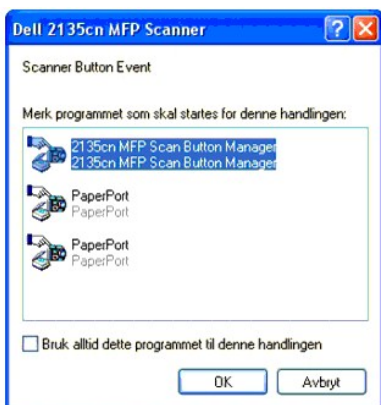 Dell 2135cn MFP Scanner
Scanner Button Event
Merk programmet som skal startes for denne handlingen:
2135cn MFP Scan Button Manager
2135cn MFP Scan Button Manager
PaperPort
PaperPort
PaperPort
PaperPort
Bruk alltid dette programmet til denne handlingen
OK
Avbryt